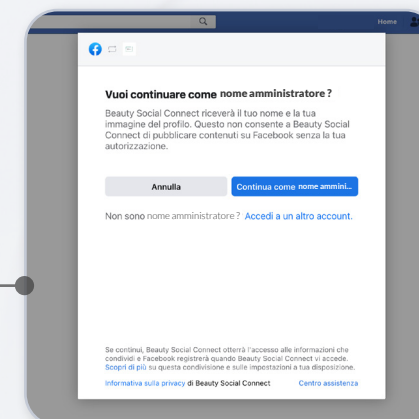 Home
Vuoi continuare come nome amministratore ?
Beauty Social Connect riceverà il tuo nome e la tua
immagine del profilo. Questo non consente a Beauty Social
Connect di pubblicare contenuti su Facebook senza la tua
autorizzazione.
Annulla
Continua come nome ammini...
Non sono nome amministratore ? Accedi a un altro account.
Se continui, Beauty Social Connect otterrà l'accesso alle informazioni che
condividi e Facebook registrerà quando Beauty Social Connect vi accede.
Scopri di più su questa condivisione e sulle impostazioni a tua disposizione.
Informativa sulla privacy di Beauty Social Connect
Centro assistenza